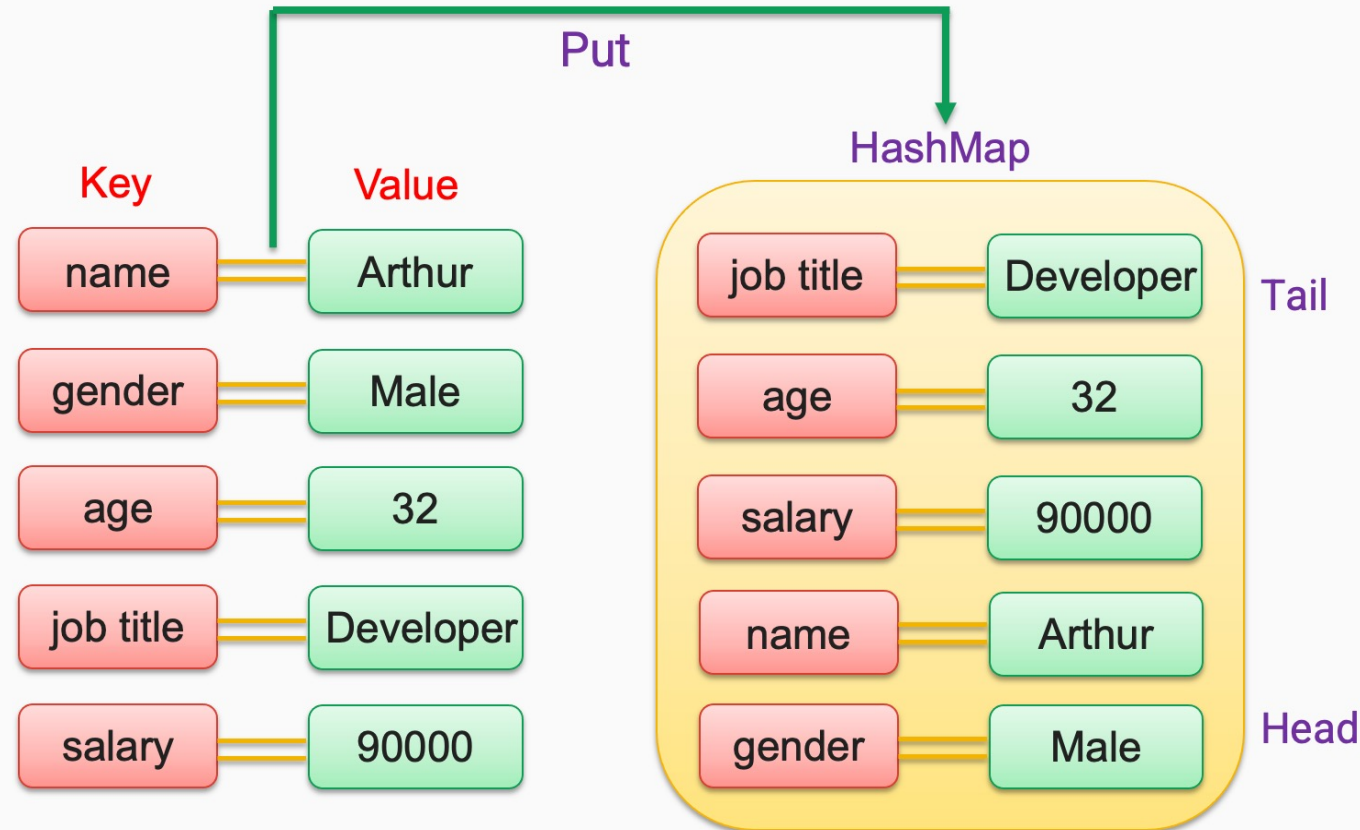 Put
HashMap
Key Value
name Arthur
gender Male
age 32
job title Developer
salary 90000
job title Developer
Tail
age 32
salary 90000
name Arthur
gender Male
Head